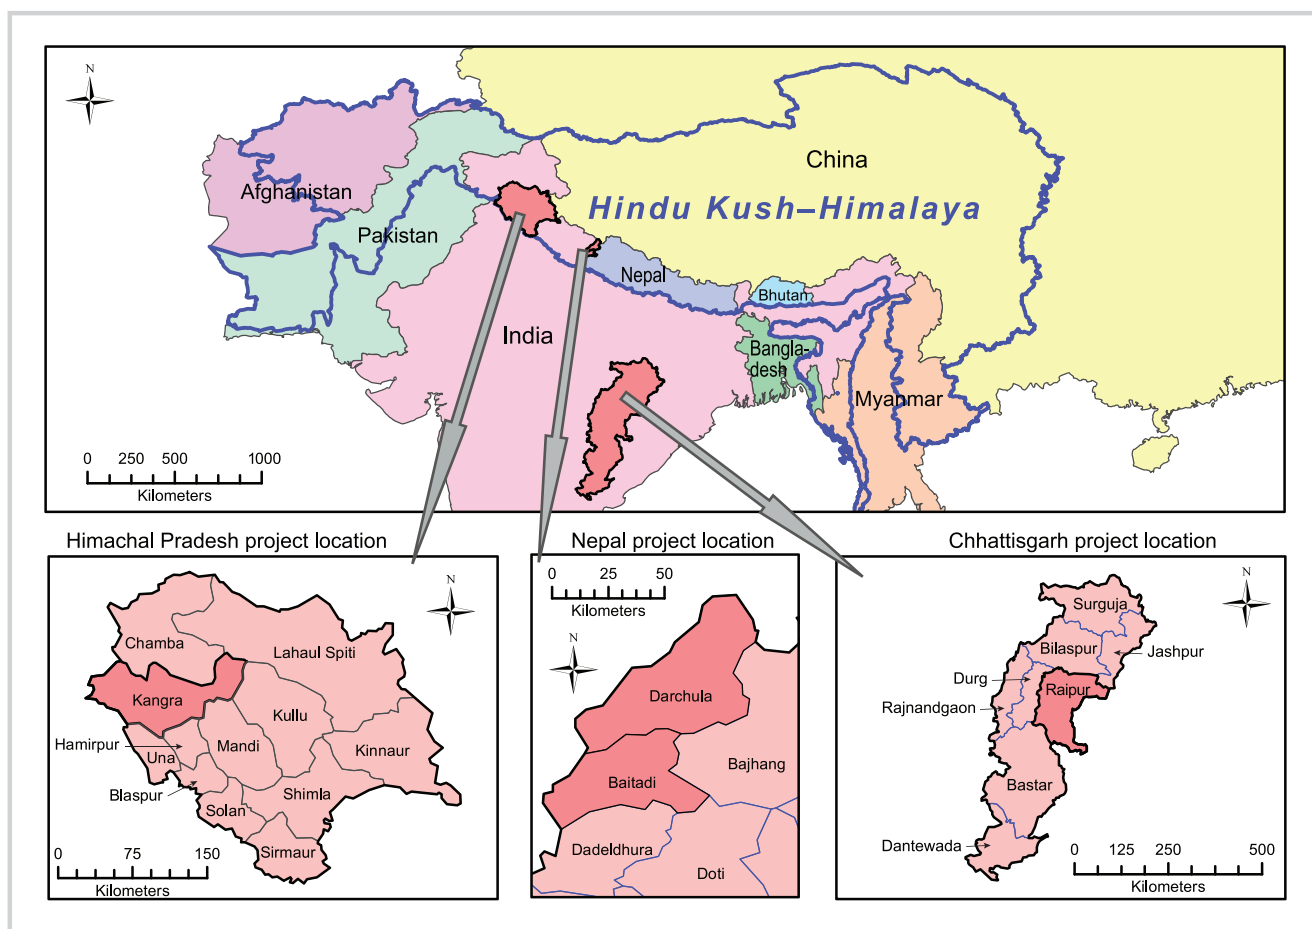 N
China
Afghanistan
Hindu Kush–Himalaya
Pakistan
Nepal
Bhutan
India
Bangla-
desh
Myanmar
0 250 500 1000
Kilometers
Himachal Pradesh project location
N
Chamba
Lahaul Spiti
Kangra
Kullu
Hamirpur
Mandi
Kinnaur
Una
Blaspur
Shimla
Solan
Sirmaur
0 75 150
Kilometers
Nepal project location
0 25 50
Kilometers
N
Darchula
Bajhang
Baitadi
Dadeldhura
Doti
Chhattisgarh project location
N
Surguja
Bilaspur
Jashpur
Durg
Raipur
Rajnandgaon
Bastar
Dantewada
0 125 250 500
Kilometers